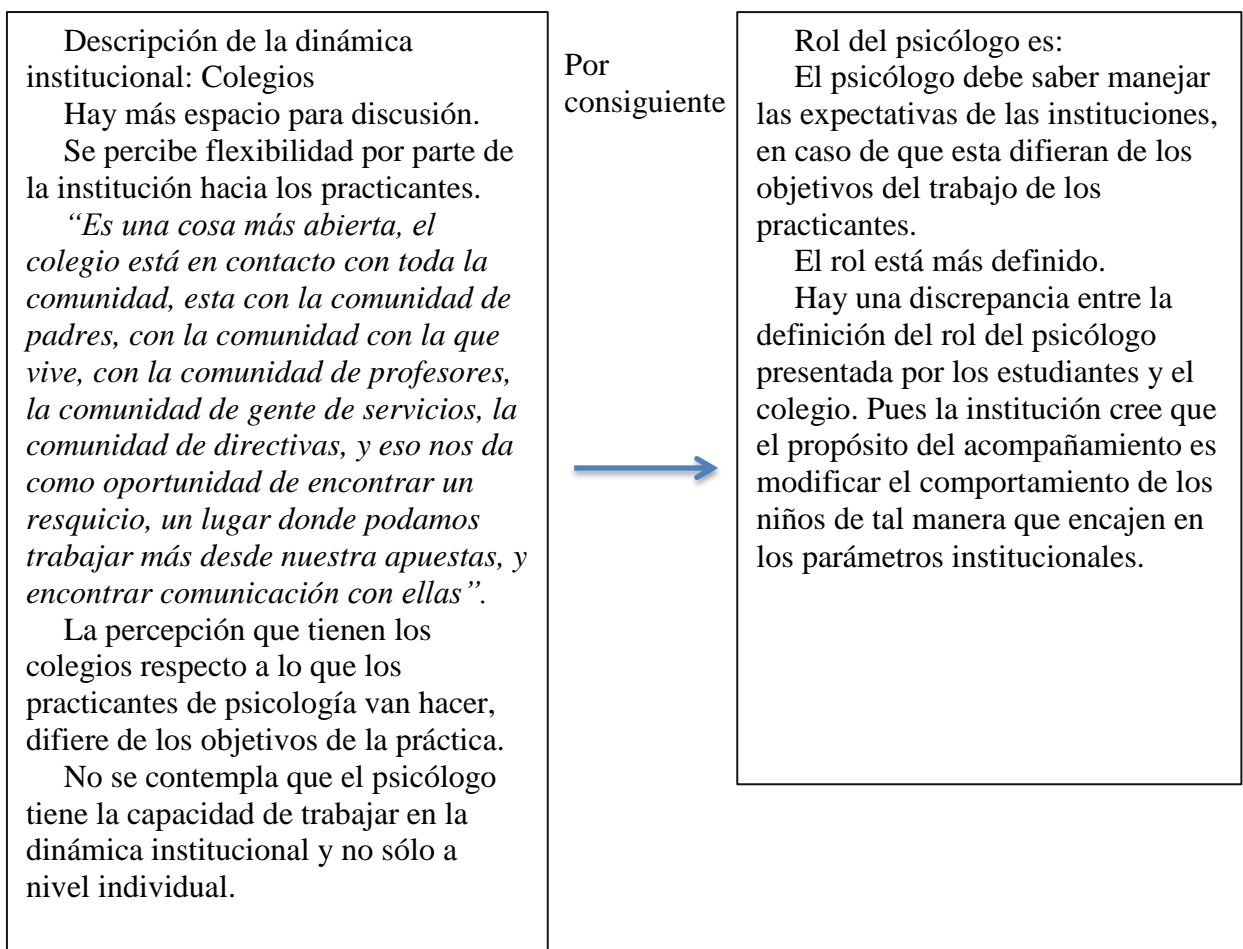 Descripción de la dinámica
institucional: Colegios
Hay más espacio para discusión.
Se percibe flexibilidad por parte de
la institución hacia los practicantes.
“Es una cosa más abierta, el
colegio está en contacto con toda la
comunidad, esta con la comunidad de
padres, con la comunidad con la que
vive, con la comunidad de profesores,
la comunidad de gente de servicios, la
comunidad de directivas, y eso nos da
como oportunidad de encontrar un
resquicio, un lugar donde podamos
trabajar más desde nuestra apuestas, y
encontrar comunicación con ellas”.
La percepción que tienen los
colegios respecto a lo que los
practicantes de psicología van hacer,
difiere de los objetivos de la práctica.
No se contempla que el psicólogo
tiene la capacidad de trabajar en la
dinámica institucional y no sólo a
nivel individual.
Por
consiguiente
Rol del psicólogo es:
El psicólogo debe saber manejar
las expectativas de las instituciones,
en caso de que esta difieran de los
objetivos del trabajo de los
practicantes.
El rol está más definido.
Hay una discrepancia entre la
definición del rol del psicólogo
presentada por los estudiantes y el
colegio. Pues la institución cree que
el propósito del acompañamiento es
modificar el comportamiento de los
niños de tal manera que encajen en
los parámetros institucionales.